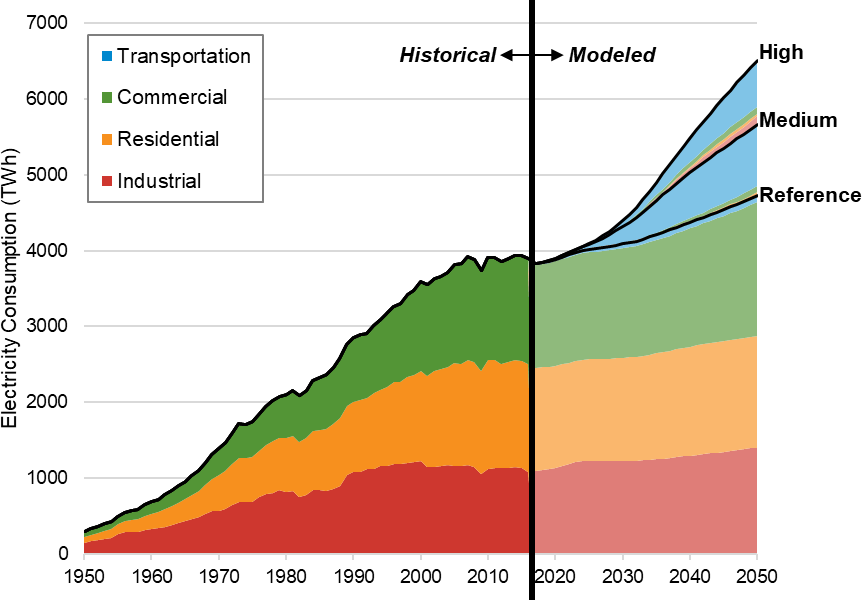 7000
6000
5000
4000
3000
2000
1000
0
Electricity Consumption (TWh)
Transportation
Commercial
Residential
Industrial
Historical
Modeled
High
Medium
Reference
1950 1960 1970 1980 1990 2000 2010 2020 2030 2040 2050